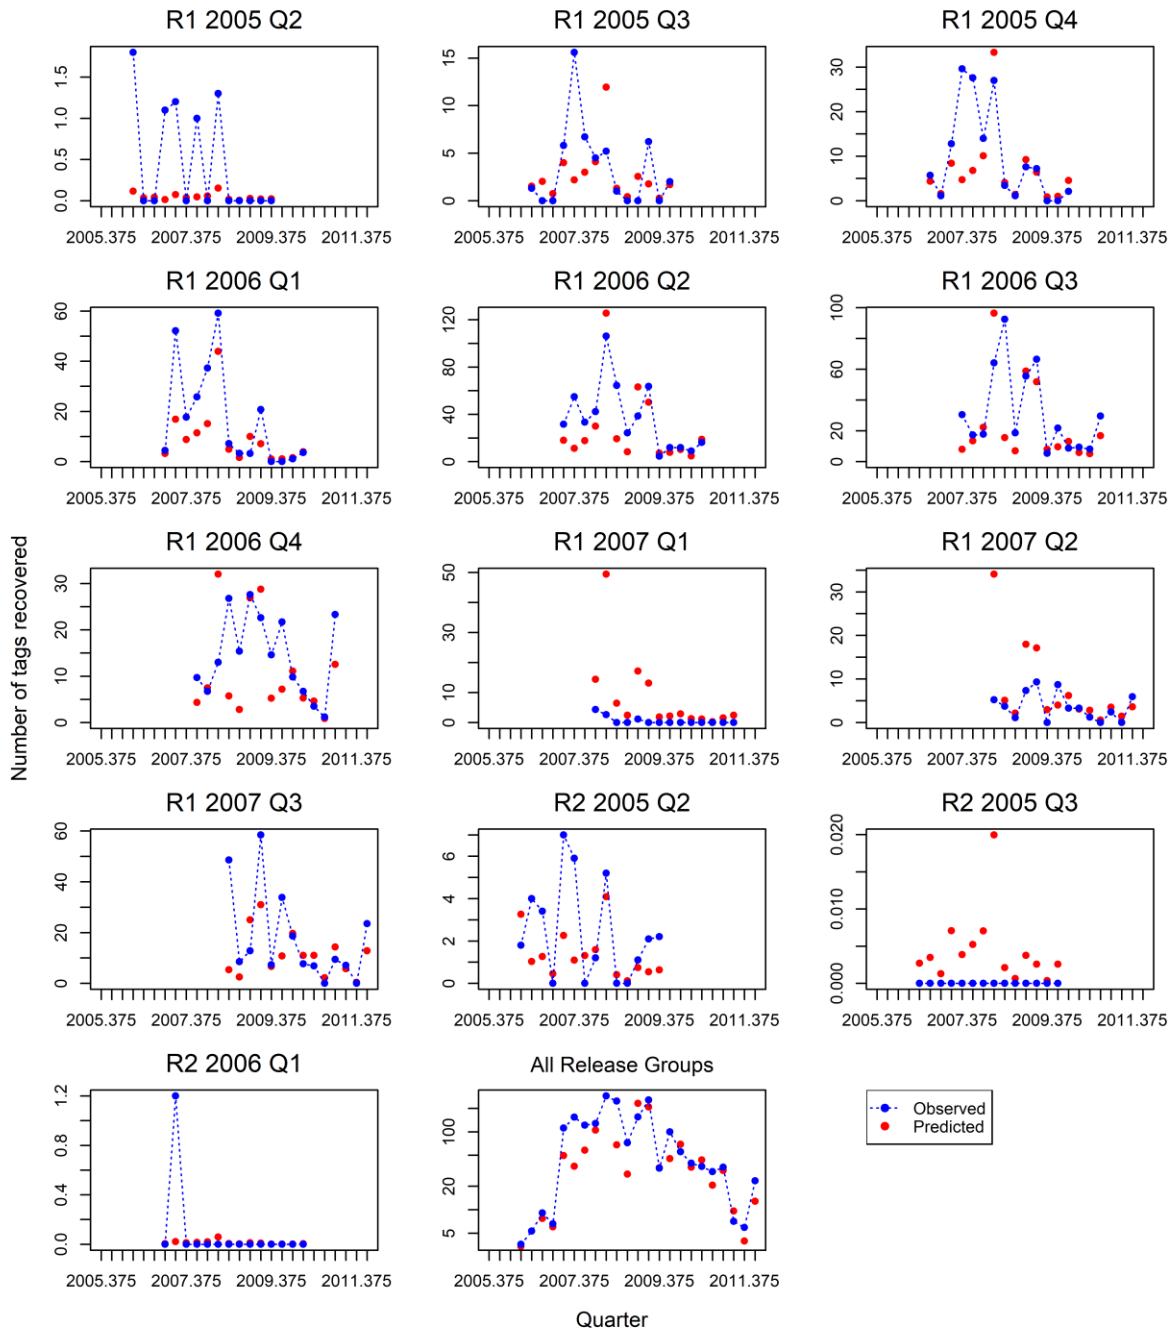 R1 2005 Q2
R1 2005 Q3
R1 2005 Q4
0.0 0.5 1.0 1.5
0 5 10 15
0 10 20 30
2005.375 2007.375 2009.375 2011.375
2005.375 2007.375 2009.375 2011.375
2005.375 2007.375 2009.375 2011.375
R1 2006 Q1
R1 2006 Q2
R1 2006 Q3
0 20 40 60
0 40 80 120
0 20 60 100
2005.375 2007.375 2009.375 2011.375
2005.375 2007.375 2009.375 2011.375
2005.375 2007.375 2009.375 2011.375
Number of tags recovered
R1 2006 Q4
R1 2007 Q1
R1 2007 Q2
0 10 20 30
0 10 30 50
0 10 20 30
2005.375 2007.375 2009.375 2011.375
2005.375 2007.375 2009.375 2011.375
2005.375 2007.375 2009.375 2011.375
R1 2007 Q3
R2 2005 Q2
R2 2005 Q3
0 20 40 60
0 2 4 6
0.000 0.010 0.020
2005.375 2007.375 2009.375 2011.375
2005.375 2007.375 2009.375 2011.375
2005.375 2007.375 2009.375 2011.375
R2 2006 Q1
All Release Groups
0.0 0.4 0.8 1.2
5 20 100
Observed
Predicted
2005.375 2007.375 2009.375 2011.375
2005.375 2007.375 2009.375 2011.375
Quarter